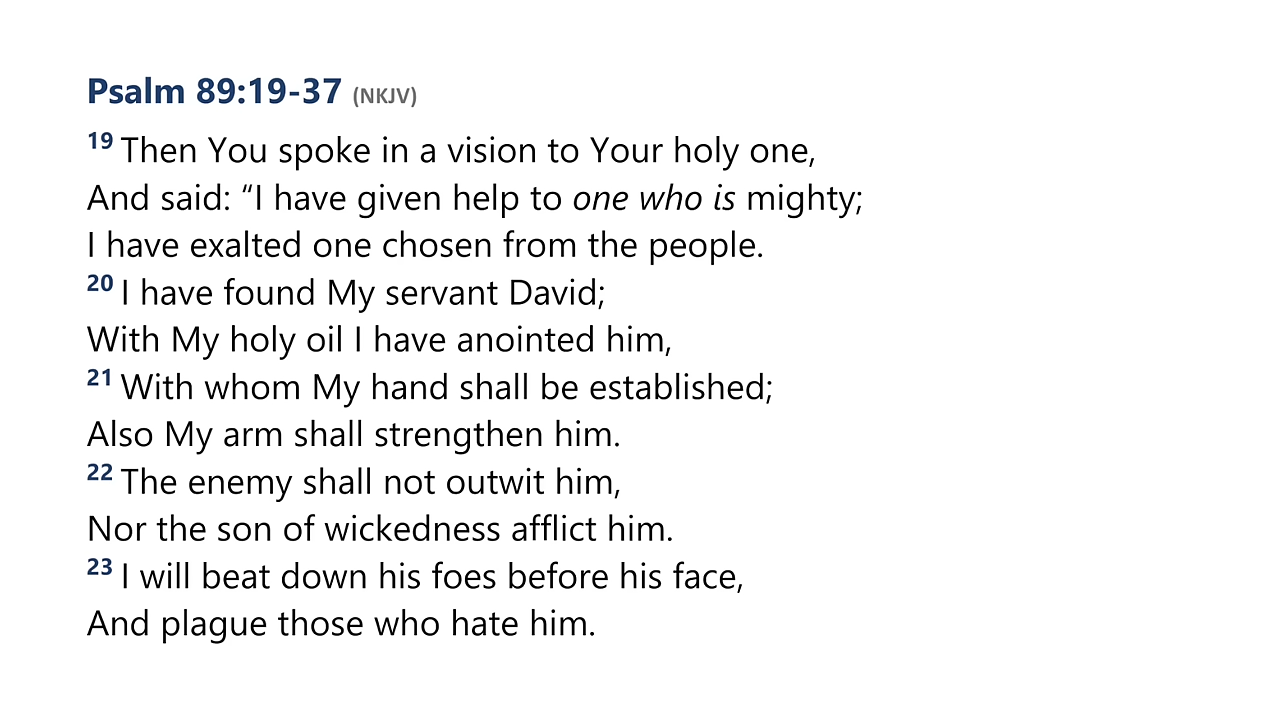 Psalm 89:19-37 (NKJV)
19 Then You spoke in a vision to Your holy one,
And said: “I have given help to one who is mighty;
I have exalted one chosen from the people.
20 I have found My servant David;
With My holy oil I have anointed him,
21 With whom My hand shall be established;
Also My arm shall strengthen him.
22 The enemy shall not outwit him,
Nor the son of wickedness afflict him.
23 I will beat down his foes before his face,
And plague those who hate him.